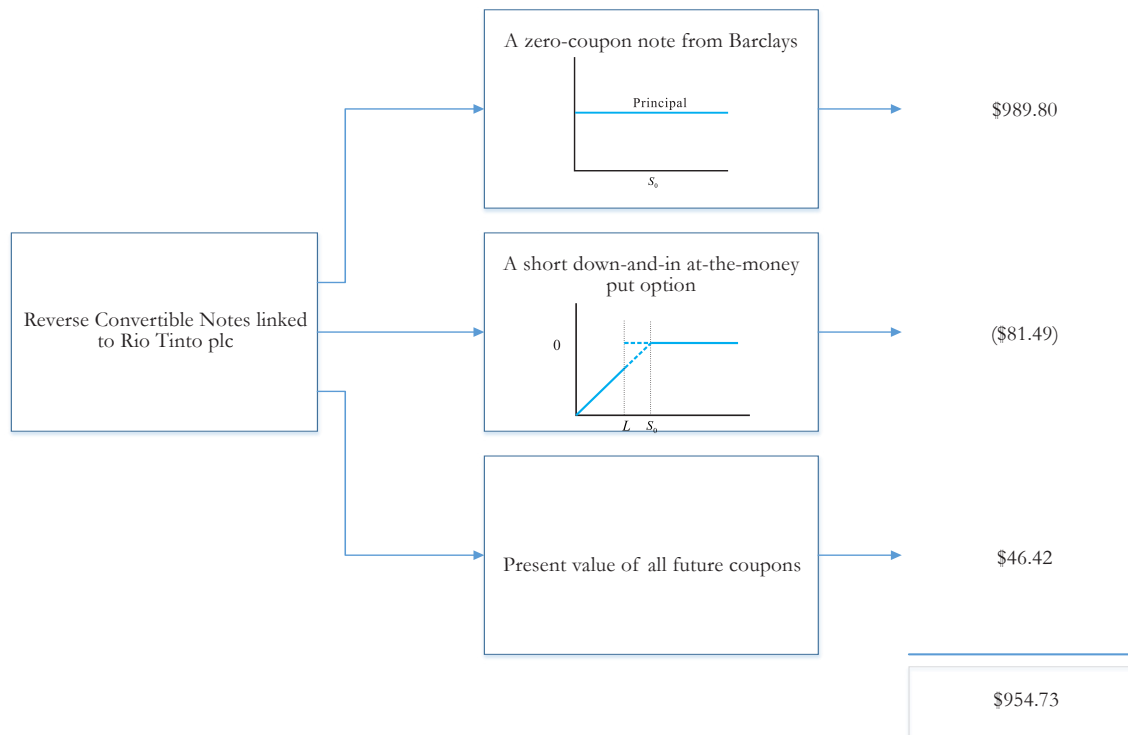 A zero-coupon note from Barclays
Principal
S₀
$989.80
Reverse Convertible Notes linked
to Rio Tinto plc
A short down-and-in at-the-money
put option
0
L S₀
($81.49)
Present value of all future coupons
$46.42
$954.73